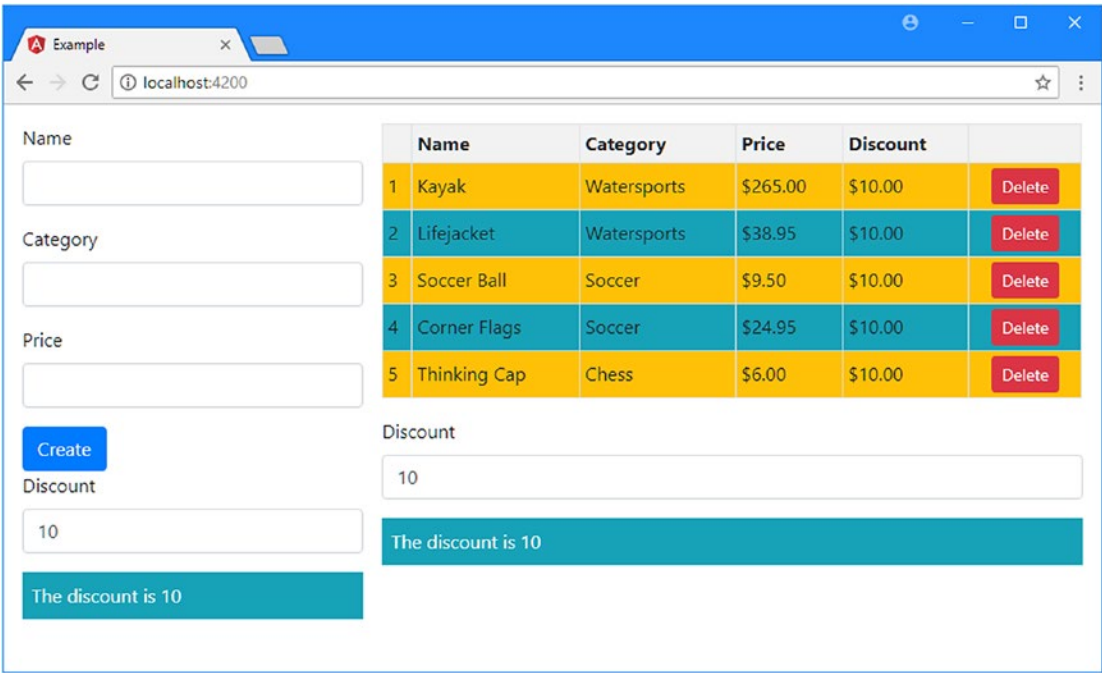 Example
localhost:4200
Name
Category
Price
Create
Discount
10
The discount is 10
Name Category Price Discount
1 Kayak Watersports $265.00 $10.00 Delete
2 Lifejacket Watersports $38.95 $10.00 Delete
3 Soccer Ball Soccer $9.50 $10.00 Delete
4 Corner Flags Soccer $24.95 $10.00 Delete
5 Thinking Cap Chess $6.00 $10.00 Delete
Discount
10
The discount is 10